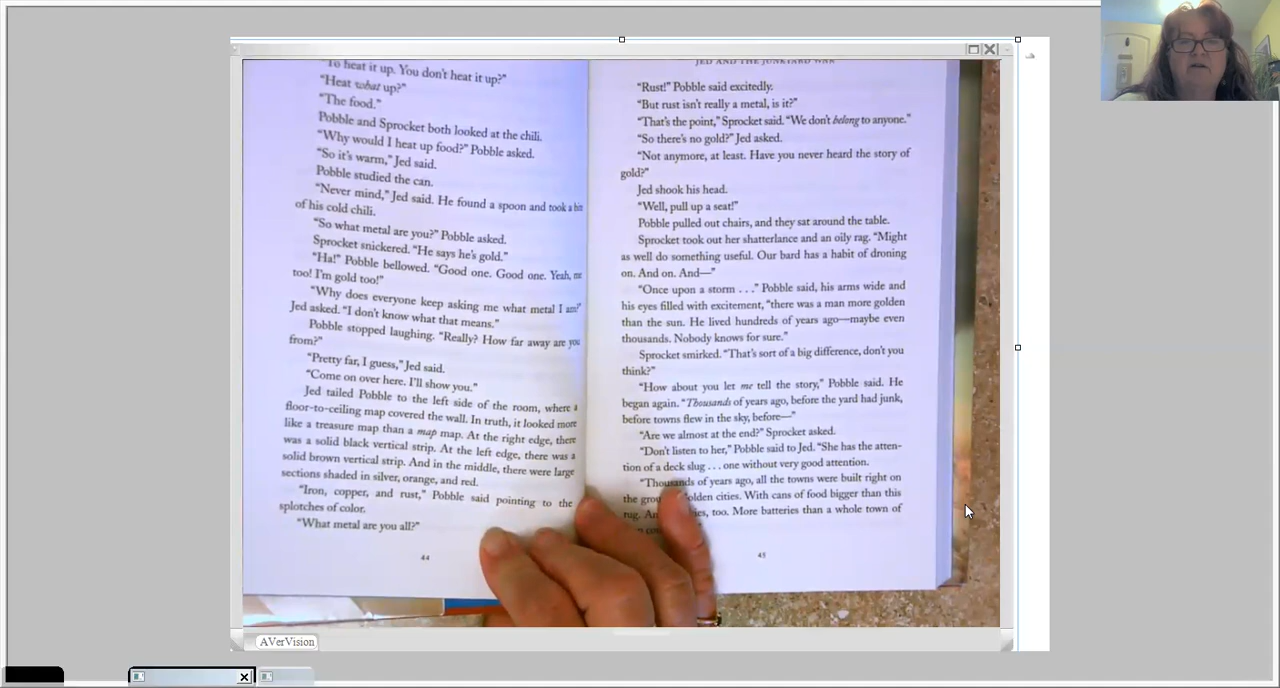 "To heat it up. You don't heat it up?"
"Heat what up?"
"The food."
Pobble and Sprocket both looked at the chili.
"Why would I heat up food?" Pobble asked.
"So it's warm," Jed said.
Pobble studied the can.
"Never mind," Jed said. He found a spoon and took a bite
of his cold chili.
"So what metal are you?" Pobble asked.
Sprocket snickered. "He says he's gold."
"Ha!" Pobble bellowed. "Good one. Good one. Yeah, me
too! I'm gold too!"
"Why does everyone keep asking me what metal I am?"
Jed asked. "I don't know what that means."
Pobble stopped laughing. "Really? How far away are you
from?"
"Pretty far, I guess," Jed said.
"Come on over here. I'll show you."
Jed tailed Pobble to the left side of the room, where a
floor-to-ceiling map covered the wall. In truth, it looked more
like a treasure map than a map map. At the right edge, there
was a solid black vertical strip. At the left edge, there was a
solid brown vertical strip. And in the middle, there were large
sections shaded in silver, orange, and red.
"Iron, copper, and rust," Pobble said pointing to the
splotches of color.
"What metal are you all?"
44
JED AND THE JUNKYARD WAR
"Rust!" Pobble said excitedly.
"But rust isn't really a metal, is it?"
"That's the point," Sprocket said. "We don't belong to anyone."
"So there's no gold?" Jed asked.
"Not anymore, at least. Have you never heard the story of
gold?"
Jed shook his head.
"Well, pull up a seat!"
Pobble pulled out chairs, and they sat around the table.
Sprocket took out her shatterlance and an oily rag. "Might
as well do something useful. Our bard has a habit of droning
on. And on. And—"
"Once upon a storm . . ." Pobble said, his arms wide and
his eyes filled with excitement, "there was a man more golden
than the sun. He lived hundreds of years ago—maybe even
thousands. Nobody knows for sure."
Sprocket smirked. "That's sort of a big difference, don't you
think?"
"How about you let me tell the story," Pobble said. He
began again. "Thousands of years ago, before the yard had junk,
before towns flew in the sky, before—"
"Are we almost at the end?" Sprocket asked.
"Don't listen to her," Pobble said to Jed. "She has the atten-
tion of a deck slug . . . one without very good attention.
"Thousands of years ago, all the towns were built right on
the golden cities. With cans of food bigger than this
rug. too. More batteries than a whole town of
45
AVerVision